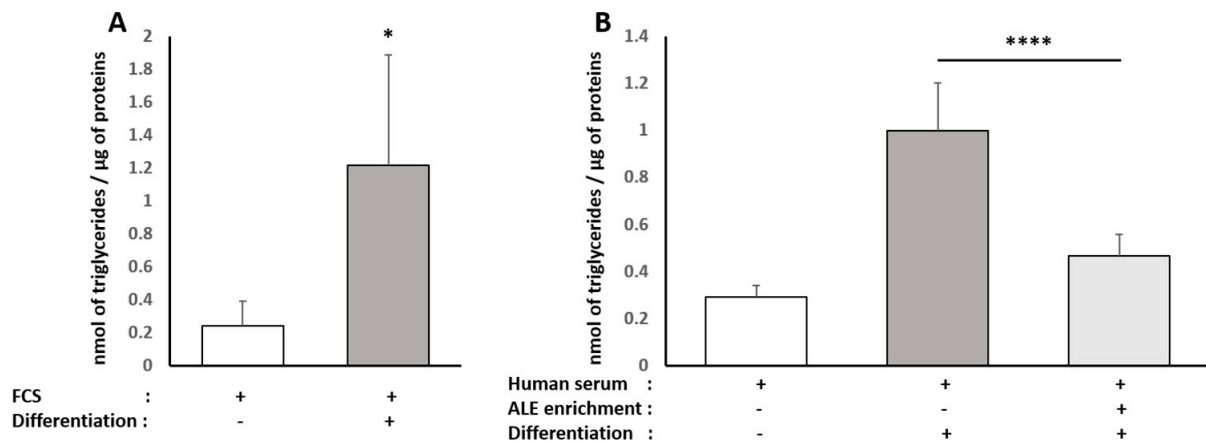 A
nmol of triglycerides / µg of proteins
2
1.8
1.6
1.4
1.2
1
0.8
0.6
0.4
0.2
0
*
FCS : + +
Differentiation : - +
B
nmol of triglycerides / µg of proteins
1.4
1.2
1
0.8
0.6
0.4
0.2
0
****
Human serum : + + +
ALE enrichment : - - +
Differentiation : - + +